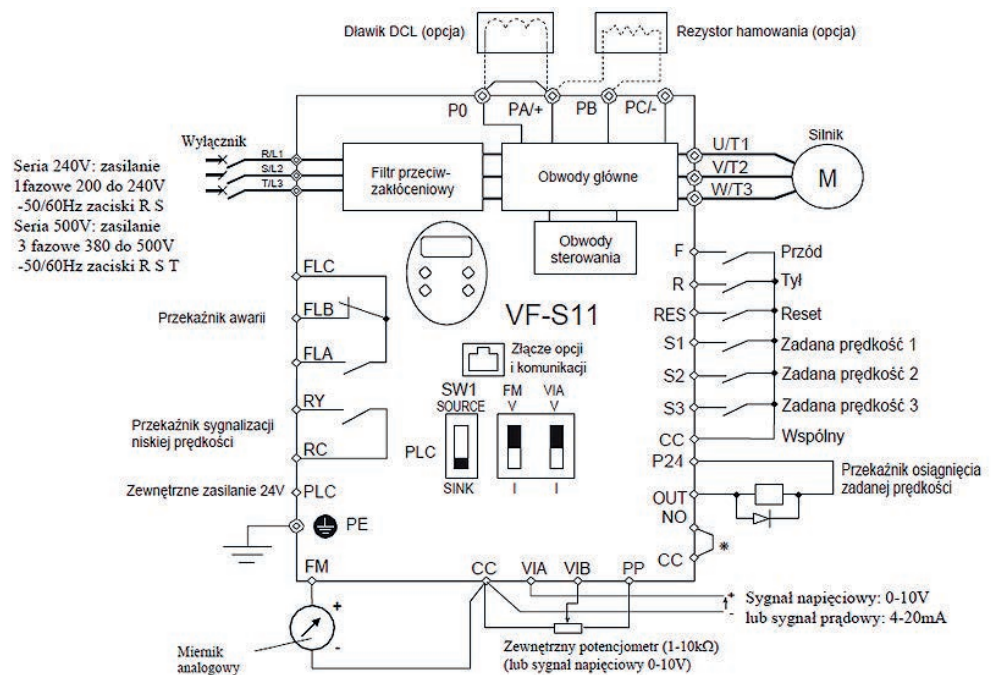 Dławik DCL (opcja)
Rezystor hamowania (opcja)
P0
PA/+
PB
PC/-
Wyłącznik
R/L1
S/L2
T/L3
Seria 240V: zasilanie
1fazowe 200 do 240V
-50/60Hz zaciski R S
Seria 500V: zasilanie
3 fazowe 380 do 500V
-50/60Hz zaciski R S T
Filtr przeciw-
zakłóceniowy
Obwody główne
Obwody
sterowania
U/T1
V/T2
W/T3
Silnik
M
FLC
FLB
FLA
Przekaźnik awarii
RY
RC
Przekaźnik sygnalizacji
niskiej prędkości
Zewnętrzne zasilanie 24V
PLC
PE
VF-S11
Złącze opcji
i komunikacji
SW1
SOURCE
PLC
SINK
FM
V
I
VIA
V
I
F
Przód
R
Tył
RES
Reset
S1
Zadana prędkość 1
S2
Zadana prędkość 2
S3
Zadana prędkość 3
CC
Wspólny
P24
OUT
NO
CC
*
Przekaźnik osiągnięcia
zadanej prędkości
FM
CC
VIA
VIB
PP
+
-
Miernik
analogowy
+
-
Sygnał napięciowy: 0-10V
lub sygnał prądowy: 4-20mA
Zewnętrzny potencjometr (1-10kΩ)
(lub sygnał napięciowy 0-10V)